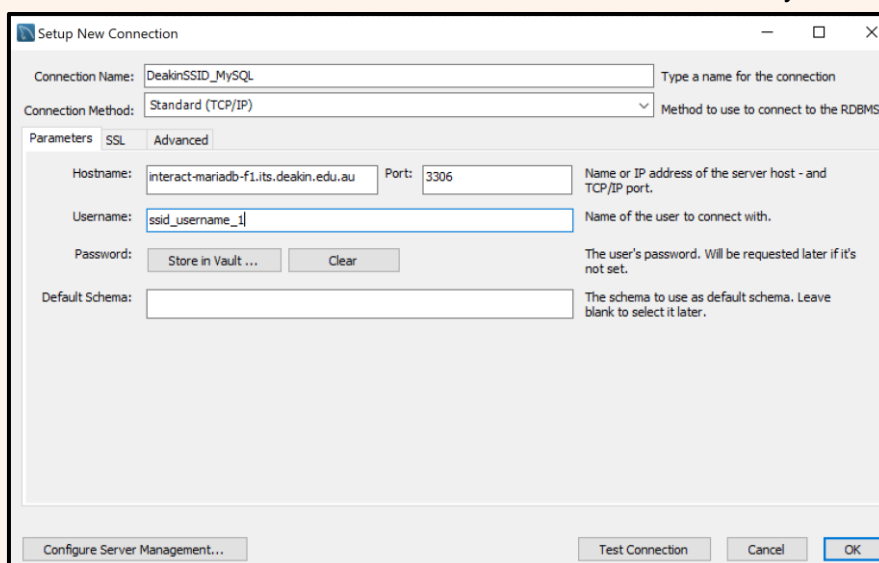 Setup New Connection
Connection Name: DeakinSSID_MySQL Type a name for the connection
Connection Method: Standard (TCP/IP) Method to use to connect to the RDBMS
Parameters SSL Advanced
Hostname: interact-mariadb-f1.its.deakin.edu.au Port: 3306 Name or IP address of the server host - and
TCP/IP port.
Username: ssid_username_1 Name of the user to connect with.
Password: Store in Vault ... Clear The user's password. Will be requested later if it's
not set.
Default Schema: The schema to use as default schema. Leave
blank to select it later.
Configure Server Management... Test Connection Cancel OK